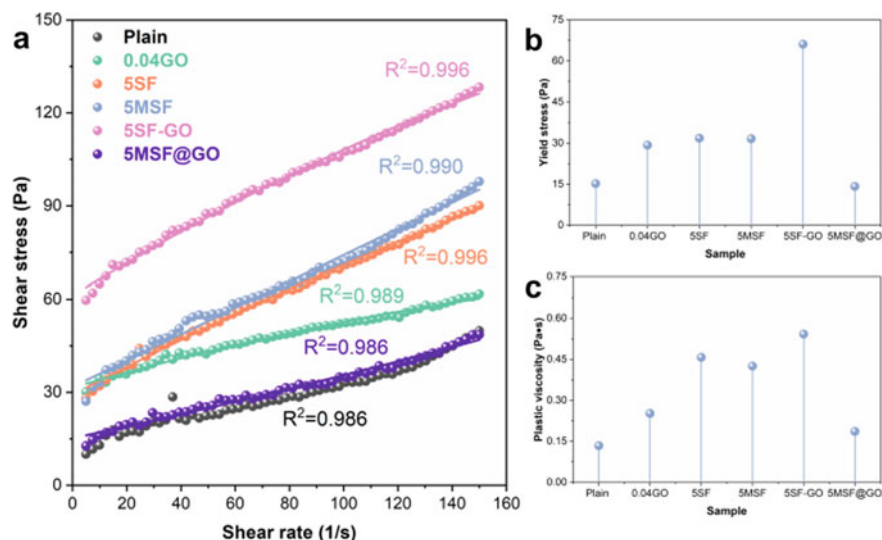 a
Plain
0.04GO
5SF
5MSF
5SF-GO
5MSF@GO
R²=0.996
R²=0.990
R²=0.996
R²=0.989
R²=0.986
R²=0.986
150
120
90
60
30
0
0 20 40 60 80 100 120 140 160
Shear stress (Pa)
Shear rate (1/s)
b
75
60
45
30
15
0
Yield stress (Pa)
Plain 0.04GO 5SF 5MSF 5SF-GO 5MSF@GO
Sample
c
0.75
0.60
0.45
0.30
0.15
0.00
Plastic viscosity (Pa•s)
Plain 0.04GO 5SF 5MSF 5SF-GO 5MSF@GO
Sample